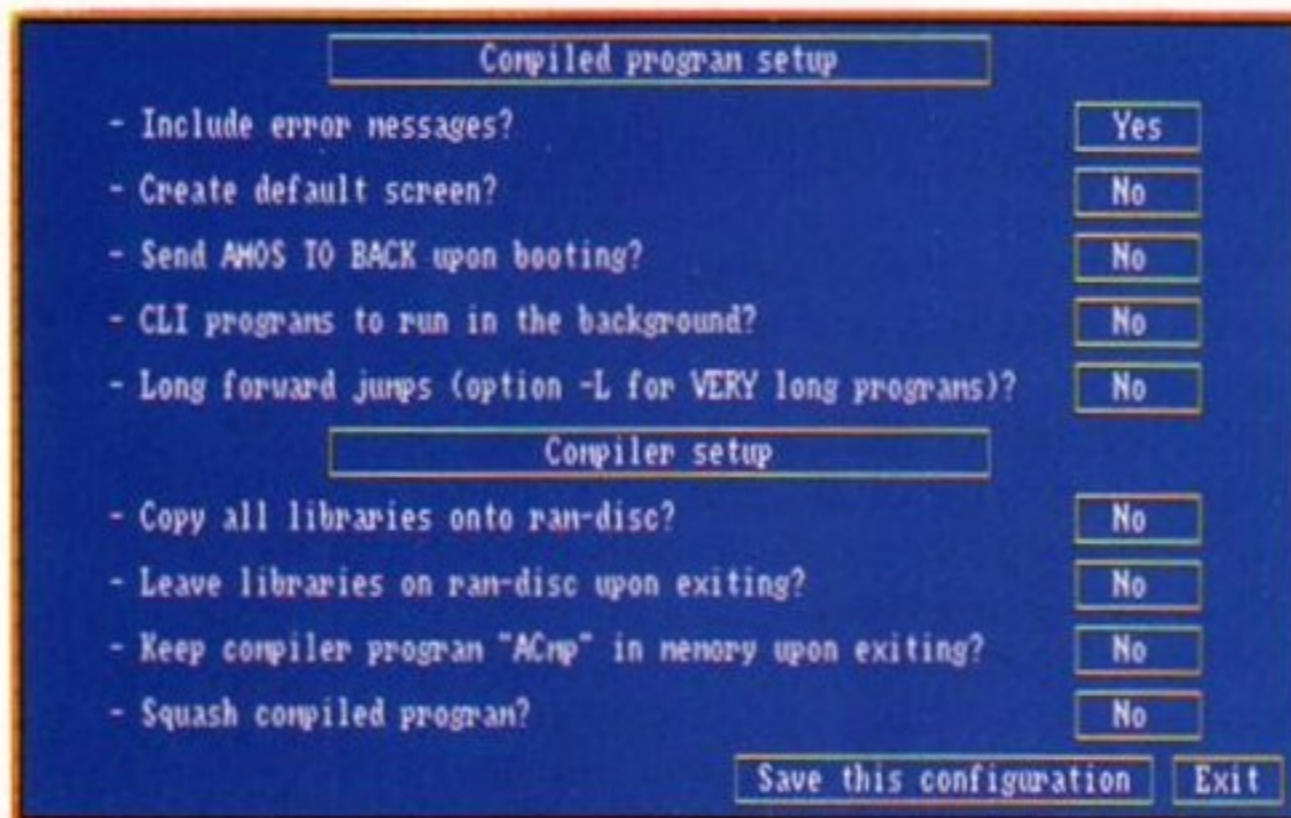 Compiled program setup
- Include error messages? Yes
- Create default screen? No
- Send AMOS TO BACK upon booting? No
- CLI programs to run in the background? No
- Long forward jumps (option -L for VERY long programs)? No
Compiler setup
- Copy all libraries onto ram-disc? No
- Leave libraries on ram-disc upon exiting? No
- Keep compiler program "ACmp" in memory upon exiting? No
- Squash compiled program? No
Save this configuration Exit